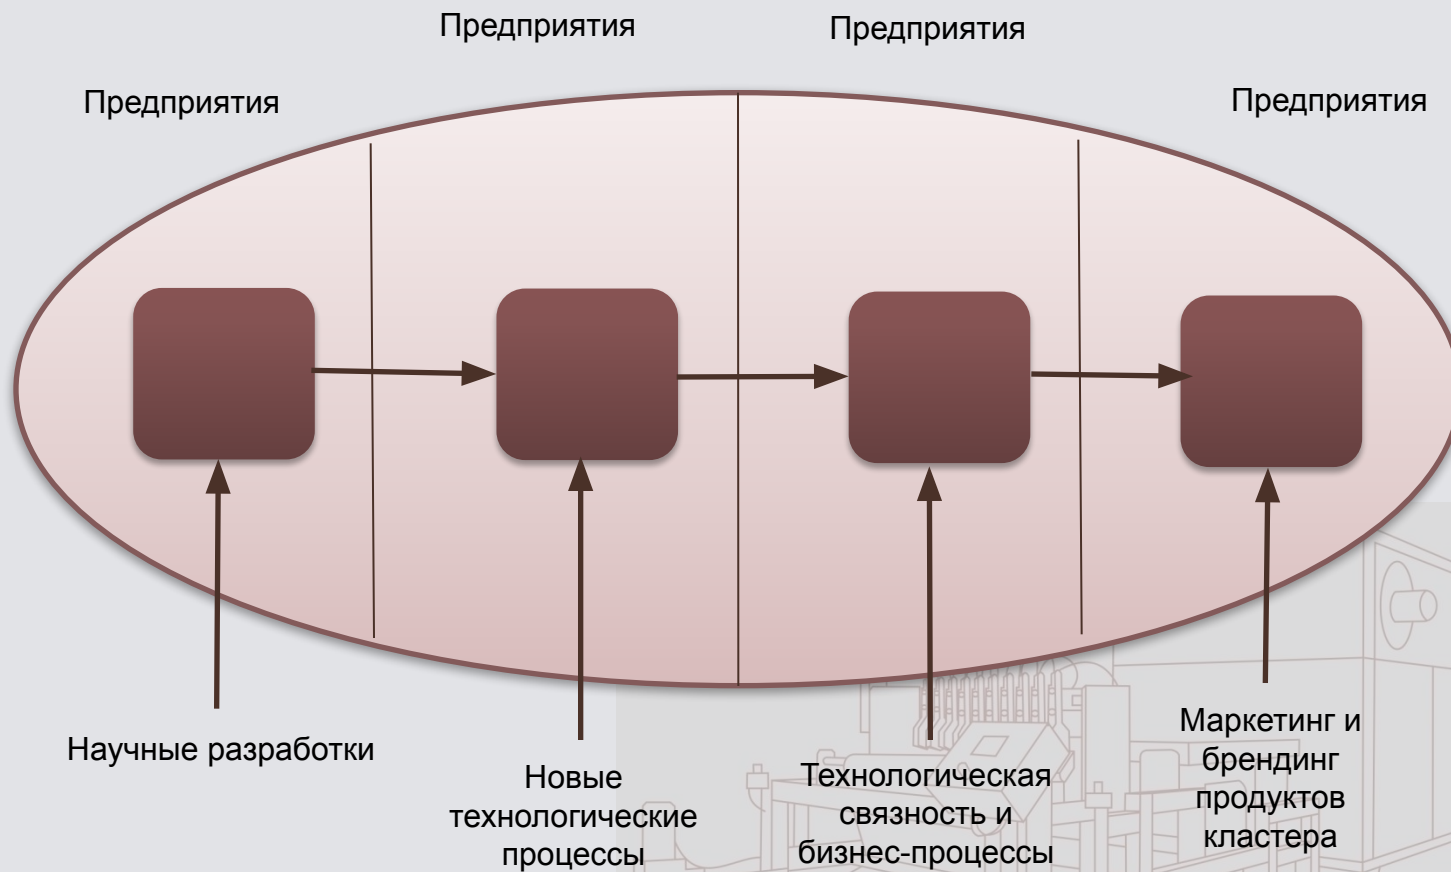 Предприятия
Предприятия
Предприятия
Предприятия
Научные разработки
Новые
технологические
процессы
Технологическая
связность и
бизнес-процессы
Маркетинг и
брендинг
продуктов
кластера